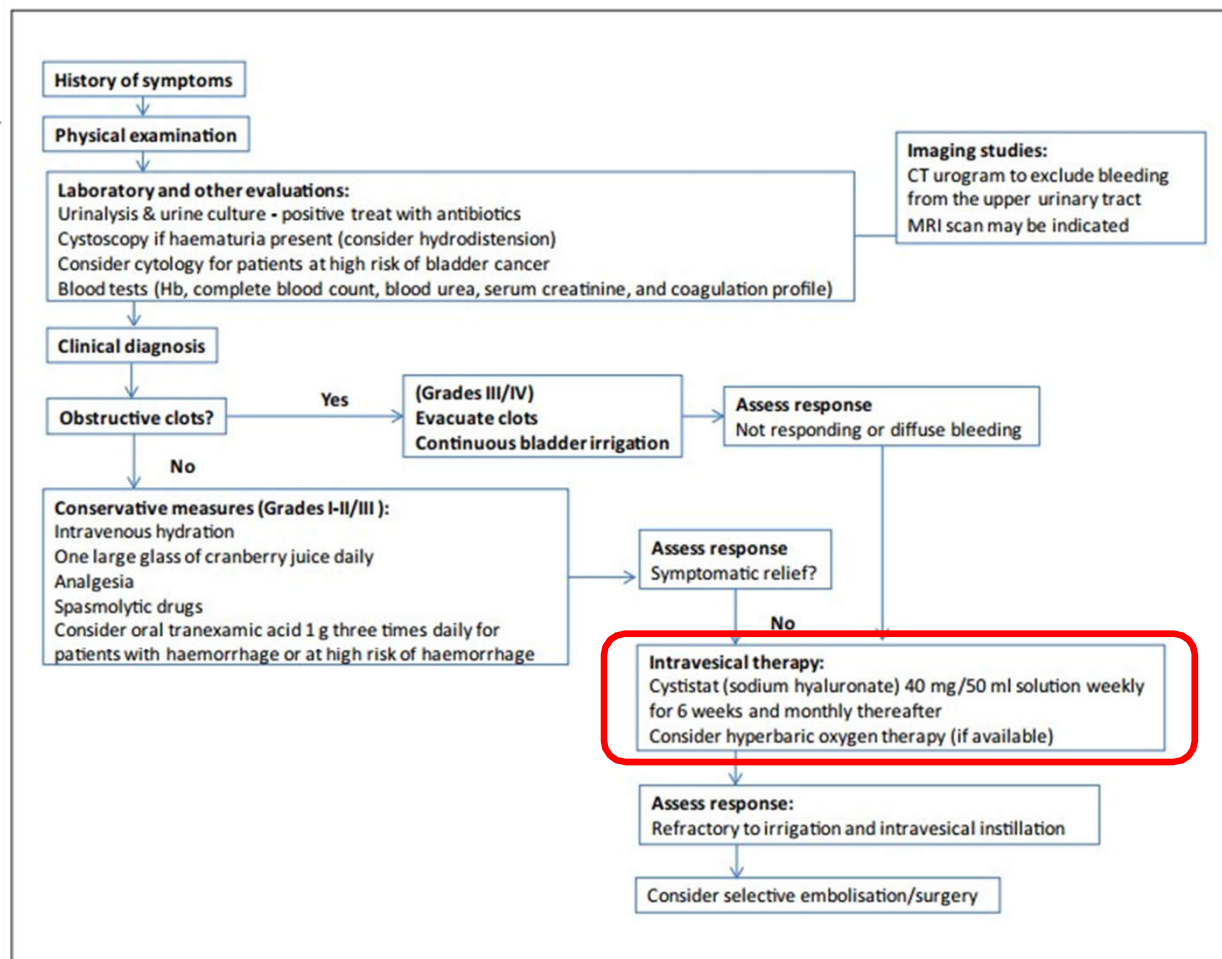 History of symptoms
Physical examination
Imaging studies:
CT urogram to exclude bleeding
from the upper urinary tract
MRI scan may be indicated
Laboratory and other evaluations:
Urinalysis & urine culture - positive treat with antibiotics
Cystoscopy if haematuria present (consider hydrodistension)
Consider cytology for patients at high risk of bladder cancer
Blood tests (Hb, complete blood count, blood urea, serum creatinine, and coagulation profile)
Clinical diagnosis
Obstructive clots?
Yes
(Grades III/IV)
Evacuate clots
Continuous bladder irrigation
Assess response
Not responding or diffuse bleeding
No
Conservative measures (Grades I-II/III ):
Intravenous hydration
One large glass of cranberry juice daily
Analgesia
Spasmolytic drugs
Consider oral tranexamic acid 1 g three times daily for
patients with haemorrhage or at high risk of haemorrhage
Assess response
Symptomatic relief?
No
Intravesical therapy:
Cystistat (sodium hyaluronate) 40 mg/50 ml solution weekly
for 6 weeks and monthly thereafter
Consider hyperbaric oxygen therapy (if available)
Assess response:
Refractory to irrigation and intravesical instillation
Consider selective embolisation/surgery